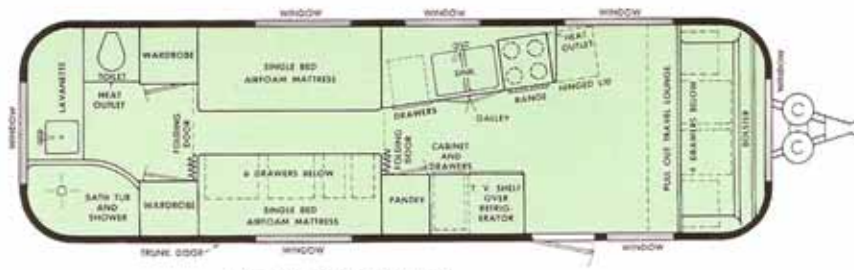 WINDOW
WINDOW
WINDOW
WARDROBE
TOILET
HEAT
OUTLET
LAVANETTE
WINDOW
SINGLE BED
AIRFOAM MATTRESS
SINK
DRAWERS
GALLEY
RANGE
HEAT
OUTLET
HINGED LID
FOLDING
DOOR
FOLDING
DOOR
CABINET
AND
DRAWERS
PULL OUT TRAVEL LOUNGE
4 DRAWERS BELOW
BOLSTER
WINDOW
BATH TUB
AND
SHOWER
WARDROBE
6 DRAWERS BELOW
SINGLE BED
AIRFOAM MATTRESS
PANTRY
T V. SHELF
OVER
REFRIG-
ERATOR
TRUNK DOOR
WINDOW
WINDOW